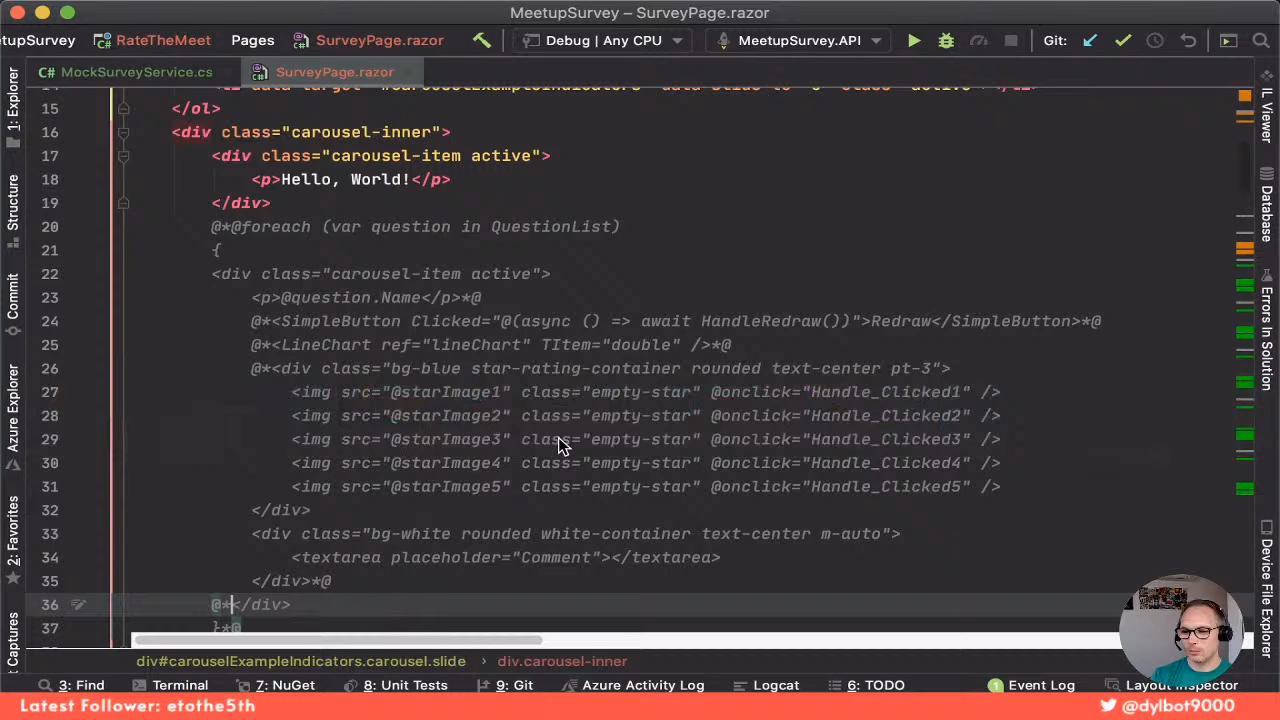 MeetupSurvey – SurveyPage.razor
etupSurvey RateTheMeet Pages SurveyPage.razor Debug | Any CPU MeetupSurvey.API Git:
C# MockSurveyService.cs SurveyPage.razor
15 </ol>
16 <div class="carousel-inner">
17 <div class="carousel-item active">
18 <p>Hello, World!</p>
19 </div>
20 @*@foreach (var question in QuestionList)
21 {
22 <div class="carousel-item active">
23 <p>@question.Name</p>*@
24 @*<SimpleButton Clicked="@(async () => await HandleRedraw())">Redraw</SimpleButton>*@
25 @*<LineChart ref="lineChart" TItem="double" />*@
26 @*<div class="bg-blue star-rating-container rounded text-center pt-3">
27 <img src="@starImage1" class="empty-star" @onclick="Handle_Clicked1" />
28 <img src="@starImage2" class="empty-star" @onclick="Handle_Clicked2" />
29 <img src="@starImage3" class="empty-star" @onclick="Handle_Clicked3" />
30 <img src="@starImage4" class="empty-star" @onclick="Handle_Clicked4" />
31 <img src="@starImage5" class="empty-star" @onclick="Handle_Clicked5" />
32 </div>
33 <div class="bg-white rounded white-container text-center m-auto">
34 <textarea placeholder="Comment"></textarea>
35 </div>*@
36 @*</div>
37 }*@
1: Explorer
Structure
Commit
Azure Explorer
2: Favorites
Captures
IL Viewer
Database
Errors In Solution
Device File Explorer
div#carouselExampleIndicators.carousel.slide › div.carousel-inner
3: Find Terminal 7: NuGet 8: Unit Tests 9: Git Azure Activity Log Logcat 6: TODO 1 Event Log Layout Inspector
Latest Follower: etothe5th @dylbot9000